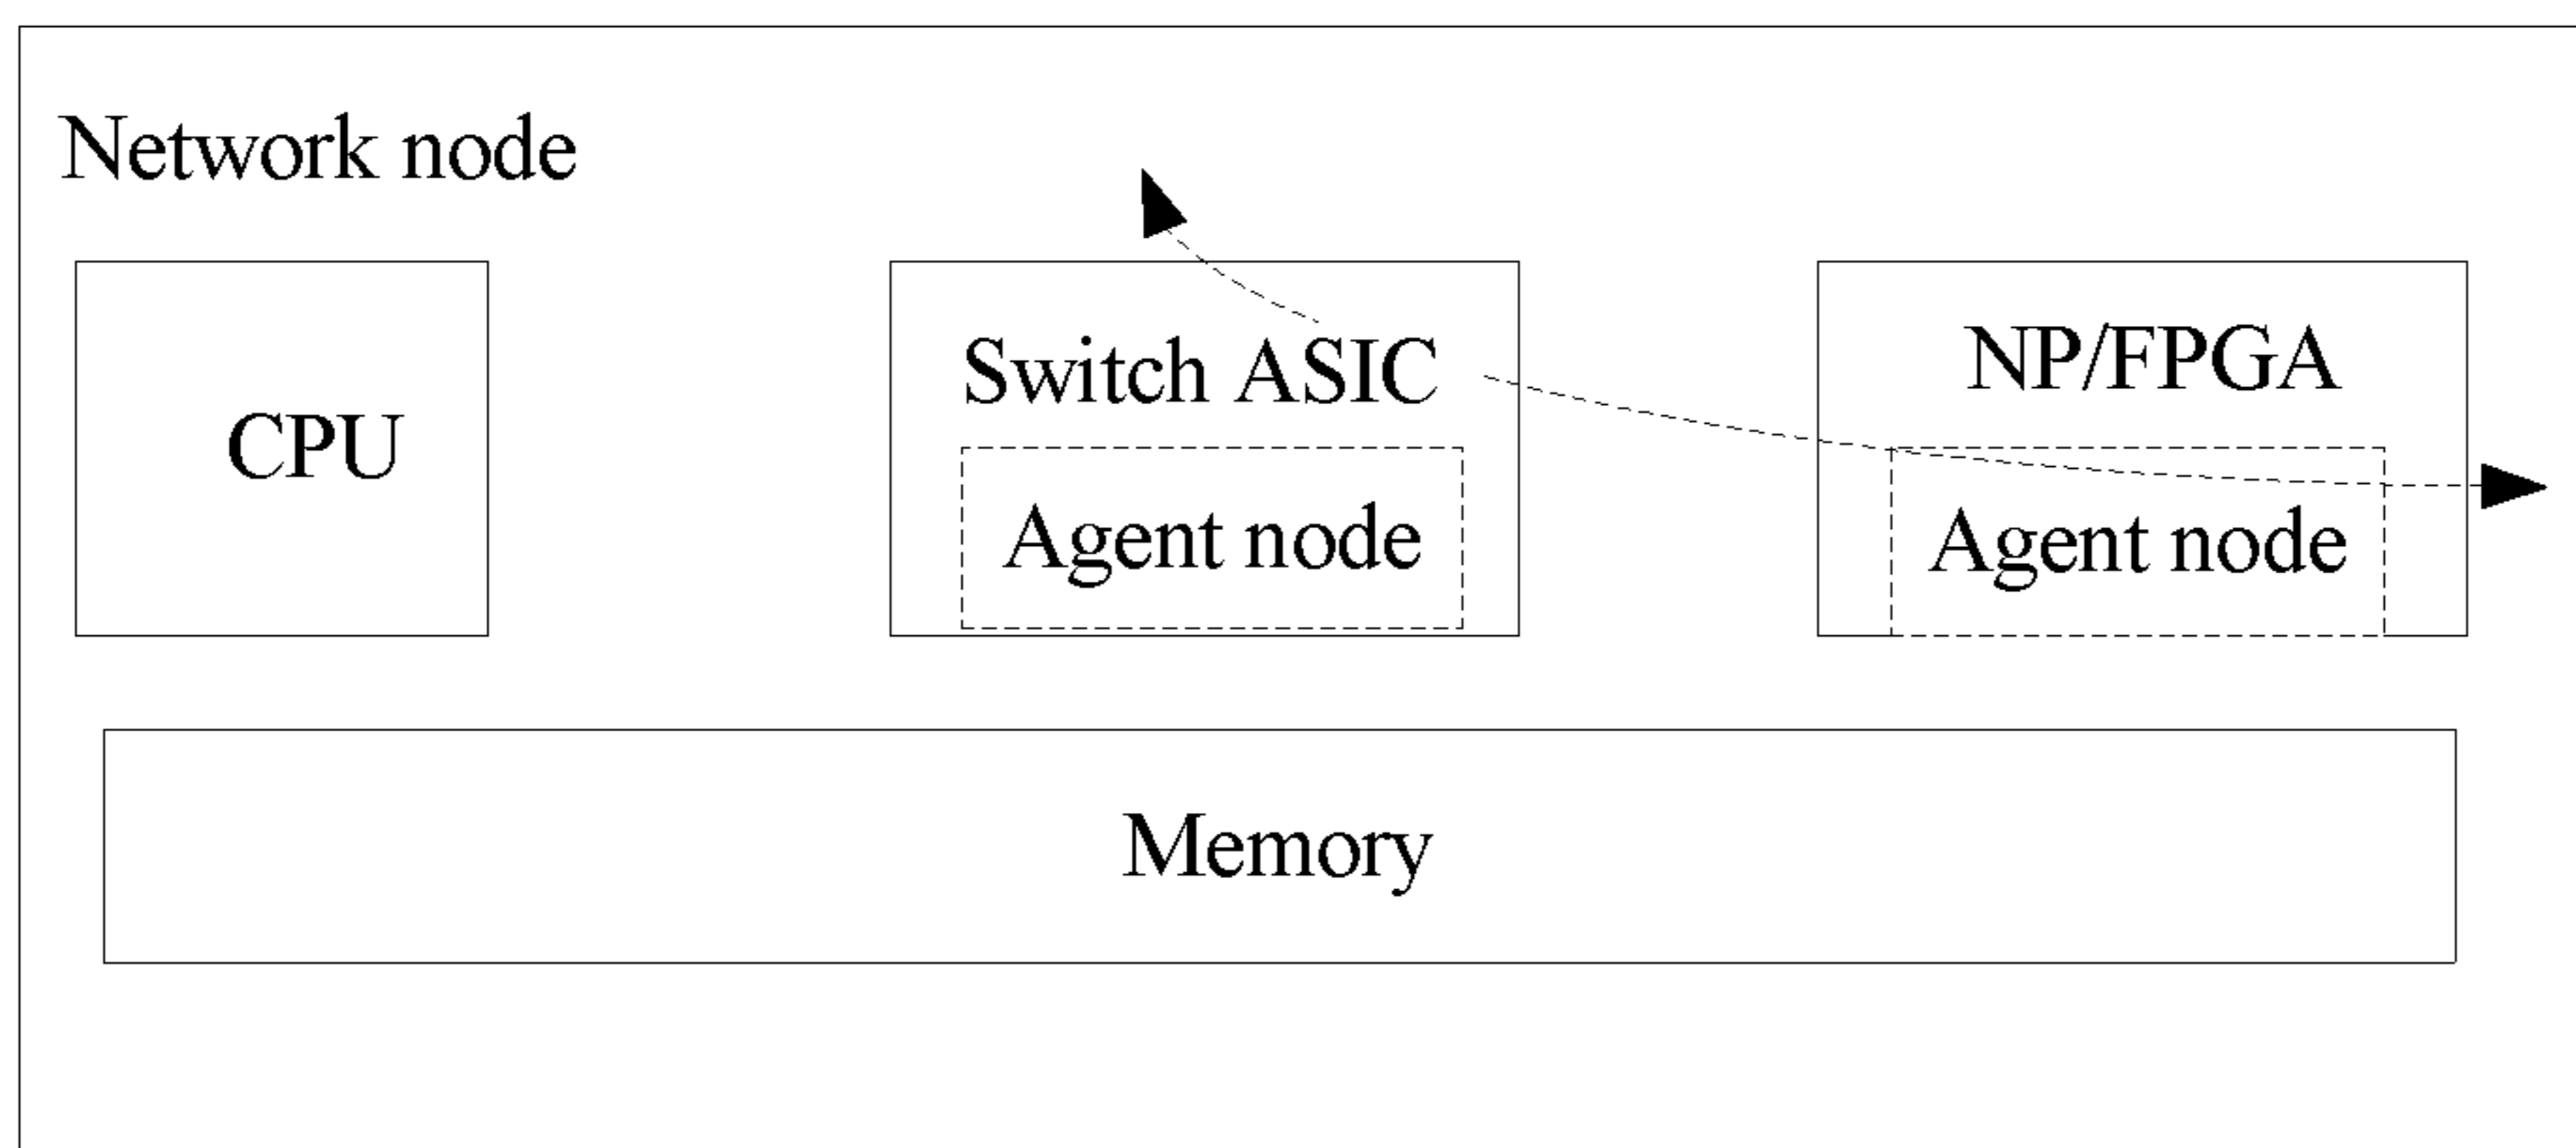 Network node
CPU
Switch ASIC
Agent node
NP/FPGA
Agent node
Memory